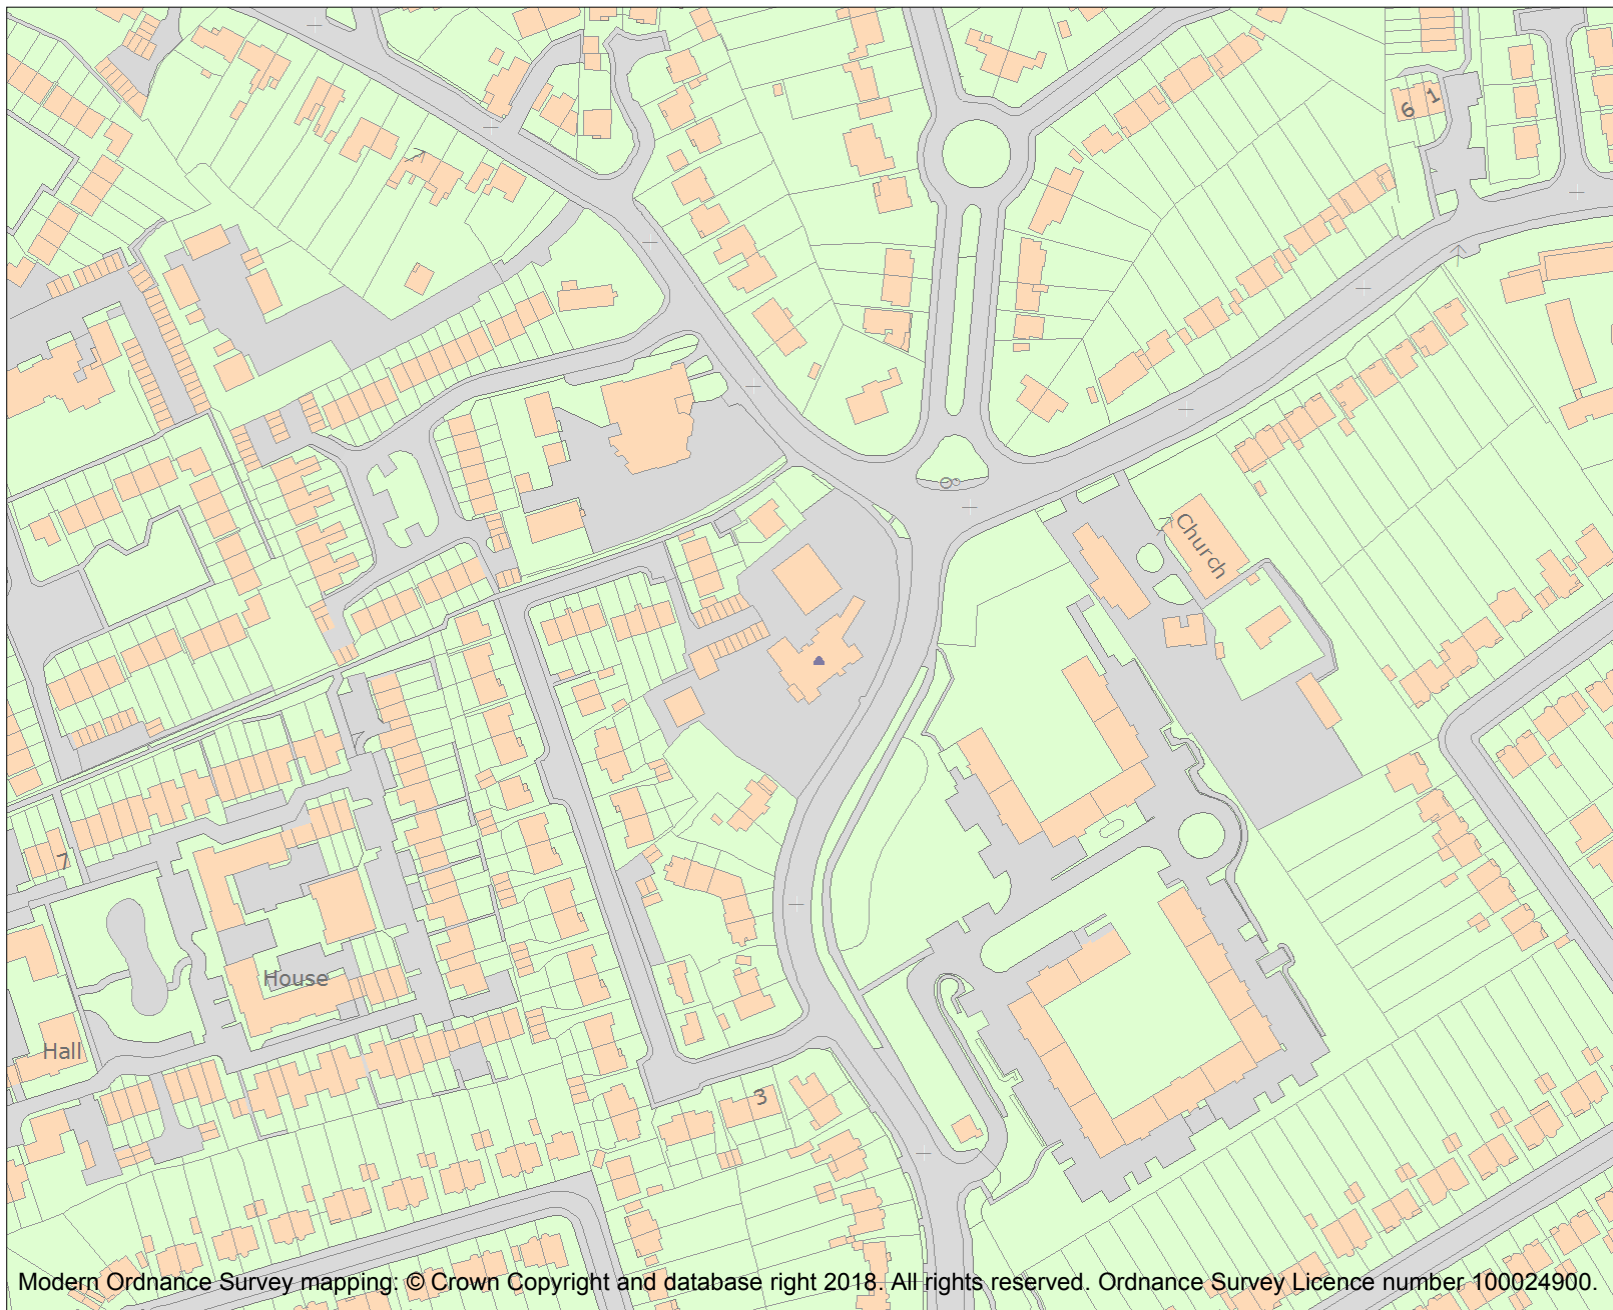 6 1
Church
7
House
Hall
3
Modern Ordnance Survey mapping: © Crown Copyright and database right 2018. All rights reserved. Ordnance Survey Licence number 100024900.